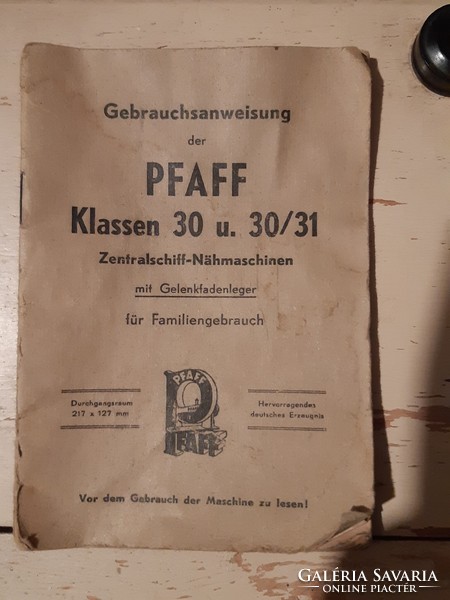 Gebrauchsanweisung
der
PFAFF
Klassen 30 u. 30/31
Zentralschiff-Nähmaschinen
mit Gelenkfadenleger
für Familiengebrauch
PFAFF
PFAFF
Durchgangsraum
217 x 127 mm
Hervorragendes
deutsches Erzeugnis
Vor dem Gebrauch der Maschine zu lesen!
GALÉRIA SAVARIA
ONLINE PIACTÉR